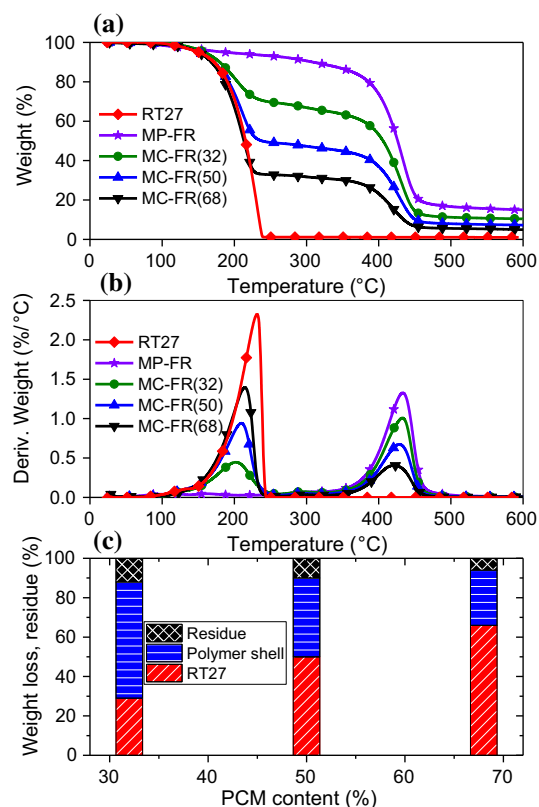 (a)
100
80
60
40
20
0
Weight (%)
RT27
MP-FR
MC-FR(32)
MC-FR(50)
MC-FR(68)
0 100 200 300 400 500 600
Temperature (°C)
(b)
2.5
2.0
1.5
1.0
0.5
0.0
Deriv. Weight (%/°C)
RT27
MP-FR
MC-FR(32)
MC-FR(50)
MC-FR(68)
0 100 200 300 400 500 600
Temperature (°C)
(c)
100
80
60
40
20
0
Weight loss, residue (%)
Residue
Polymer shell
RT27
30 40 50 60 70
PCM content (%)